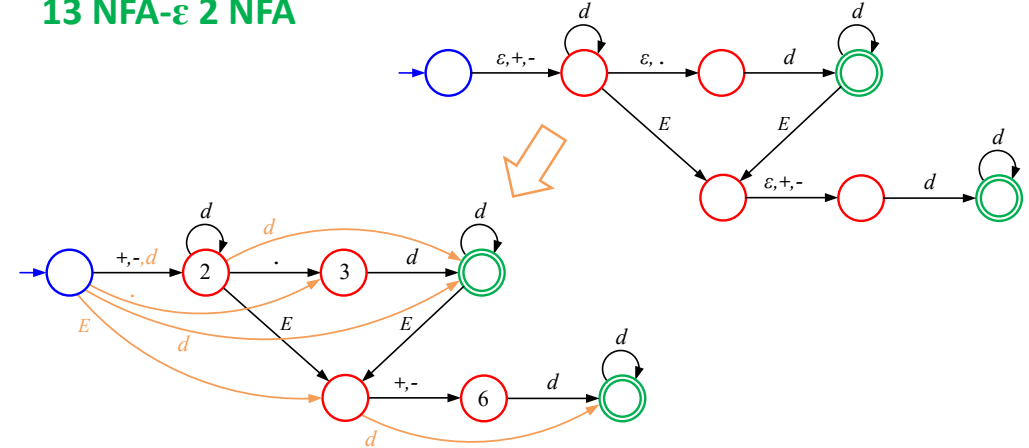 13 NFA-ε 2 NFA
d
d
ε,+,-
ε, .
d
E
E
d
ε,+,-
d
d
d
d
+,-,d
2
.
3
d
.
E
E
E
d
d
+,-
6
d
d